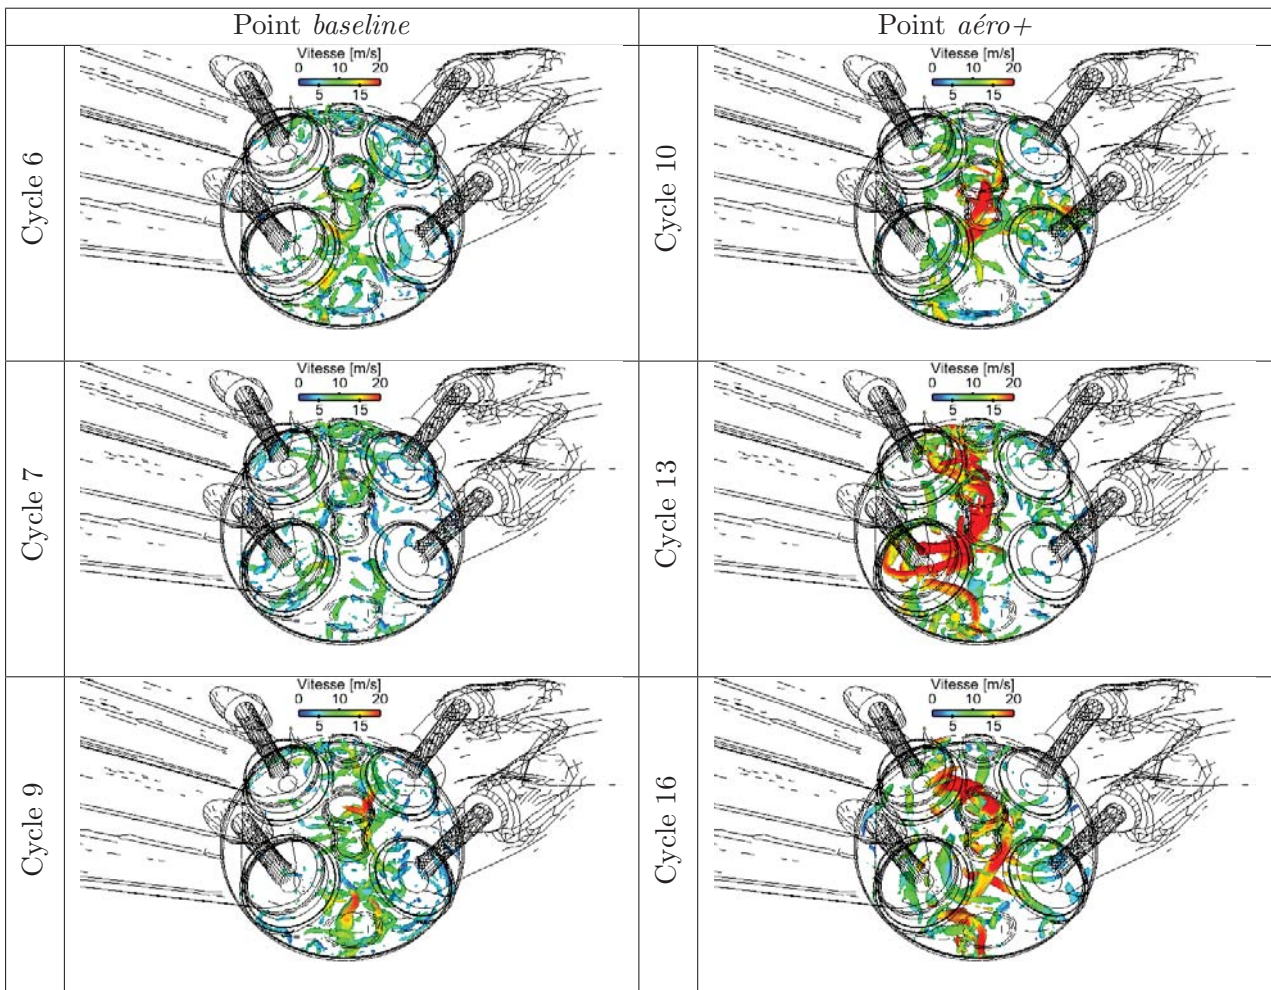 Point baseline
Point aéro+
Cycle 6
Vitesse [m/s]
0 10 20
5 15
Cycle 10
Vitesse [m/s]
0 10 20
5 15
Cycle 7
Vitesse [m/s]
0 10 20
5 15
Cycle 13
Vitesse [m/s]
0 10 20
5 15
Cycle 9
Vitesse [m/s]
0 10 20
5 15
Cycle 16
Vitesse [m/s]
0 10 20
5 15